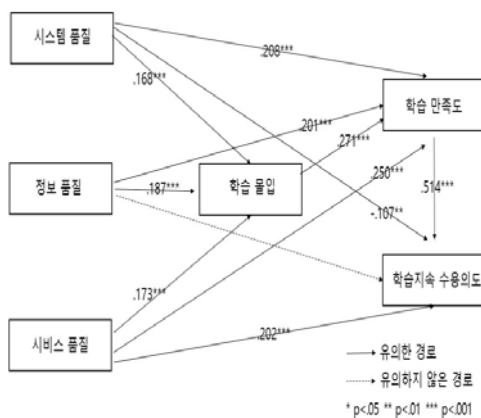 시스템 품질
.208***
.168***
학습 만족도
.201***
.271***
정보 품질
.187***
학습 몰입
.250***
.514***
-.107**
학습지속 수용의도
.173***
.202***
시비스 품질
유의한 경로
유의하지 않은 경로
* p<.05 ** p<.01 *** p<.001